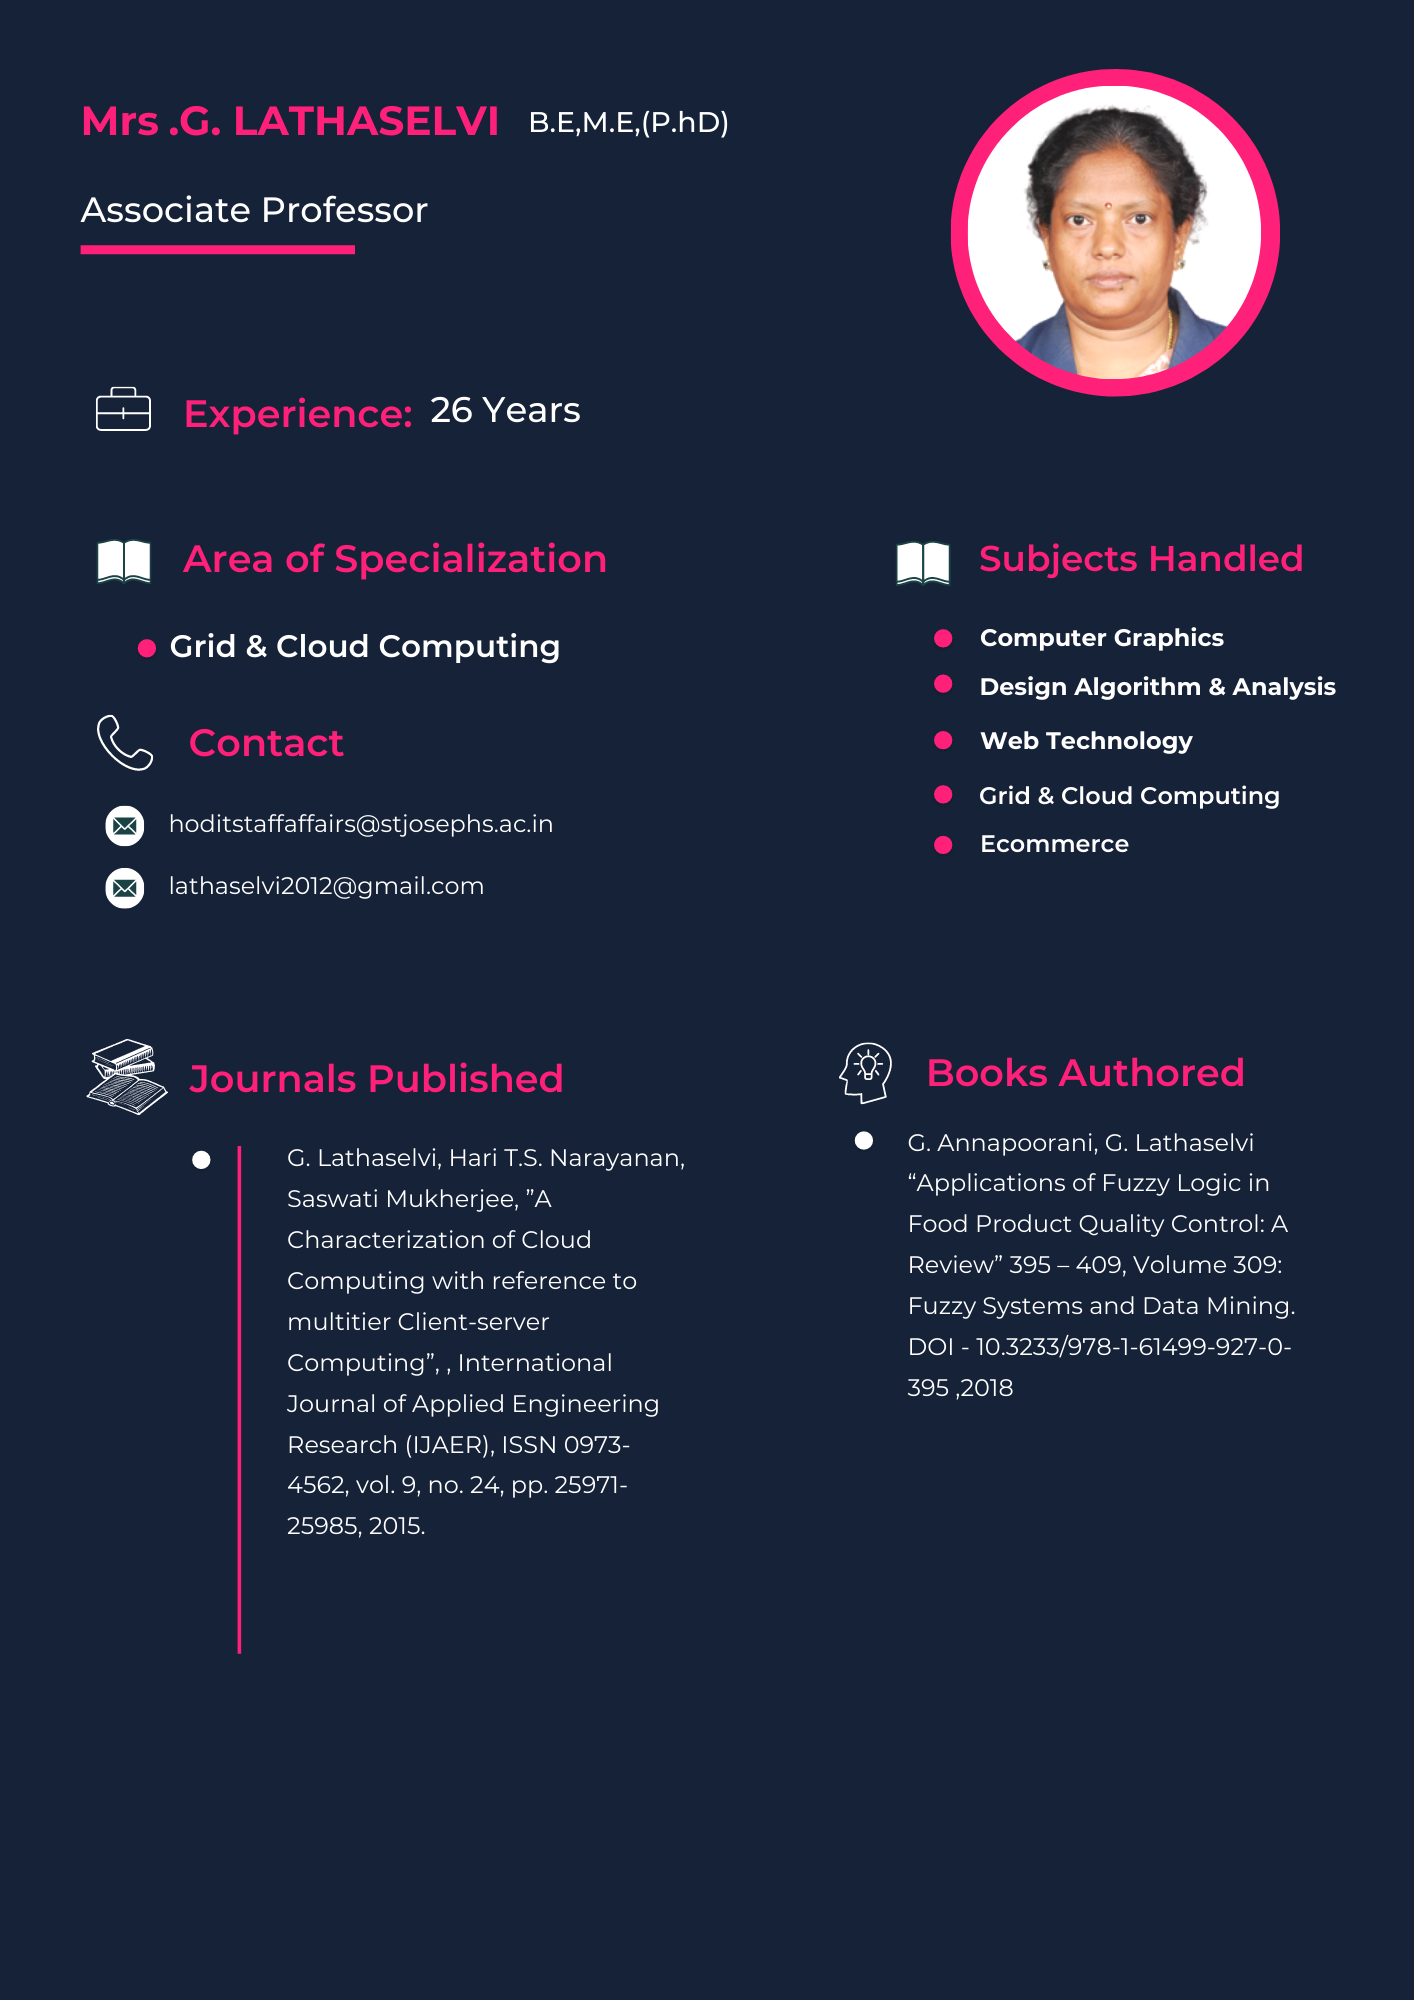 Mrs .G. LATHASELVI B.E,M.E,(P.hD)
Associate Professor
Experience: 26 Years
Area of Specialization
Grid & Cloud Computing
Contact
hoditstaffaffairs@stjosephs.ac.in
lathaselvi2012@gmail.com
Subjects Handled
Computer Graphics
Design Algorithm & Analysis
Web Technology
Grid & Cloud Computing
Ecommerce
Journals Published
G. Lathaselvi, Hari T.S. Narayanan,
Saswati Mukherjee, ”A
Characterization of Cloud
Computing with reference to
multitier Client-server
Computing”, , International
Journal of Applied Engineering
Research (IJAER), ISSN 0973-
4562, vol. 9, no. 24, pp. 25971-
25985, 2015.
Books Authored
G. Annapoorani, G. Lathaselvi
“Applications of Fuzzy Logic in
Food Product Quality Control: A
Review” 395 – 409, Volume 309:
Fuzzy Systems and Data Mining.
DOI - 10.3233/978-1-61499-927-0-
395 ,2018